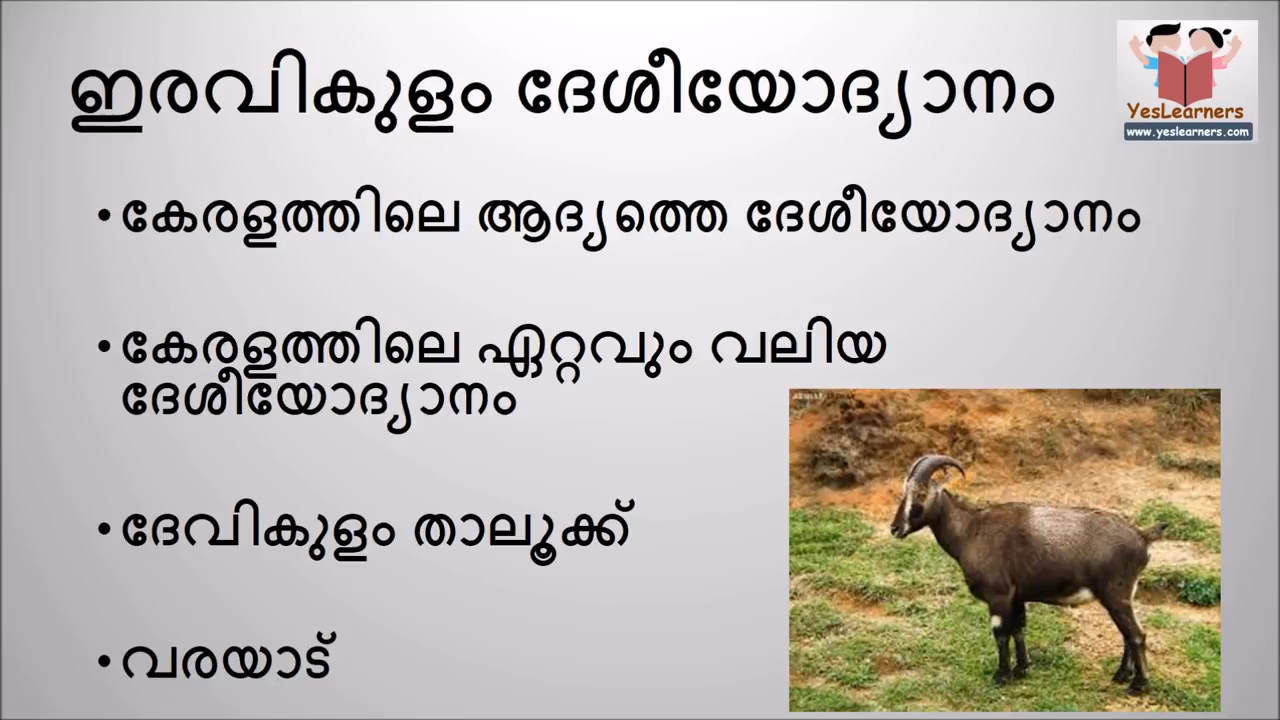 ഇരവികുളം ദേശീയോദ്യാനം
YesLearners
www.yeslearners.com
• കേരളത്തിലെ ആദ്യത്തെ ദേശീയോദ്യാനം
• കേരളത്തിലെ ഏറ്റവും വലിയ
ദേശീയോദ്യാനം
• ദേവികുളം താലൂക്ക്
• വരയാട്